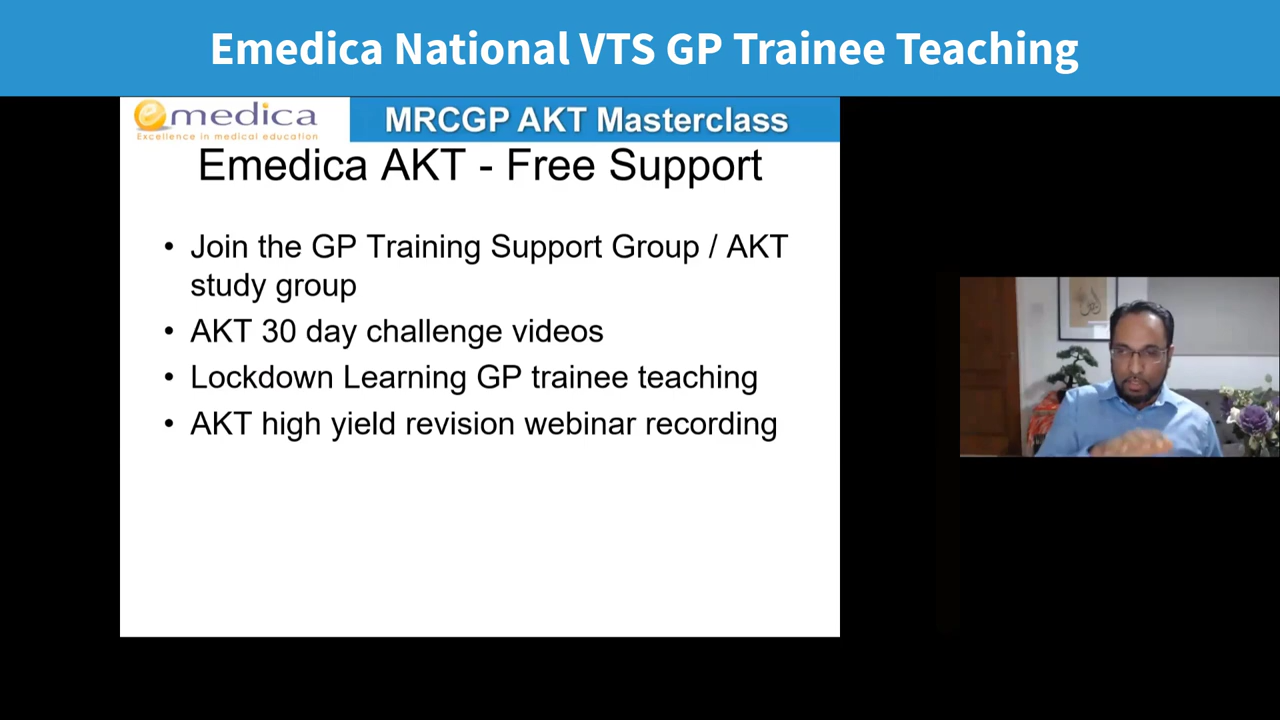 Emedica National VTS GP Trainee Teaching
emedica
Excellence in medical education
MRCGP AKT Masterclass
Emedica AKT - Free Support
• Join the GP Training Support Group / AKT
study group
• AKT 30 day challenge videos
• Lockdown Learning GP trainee teaching
• AKT high yield revision webinar recording